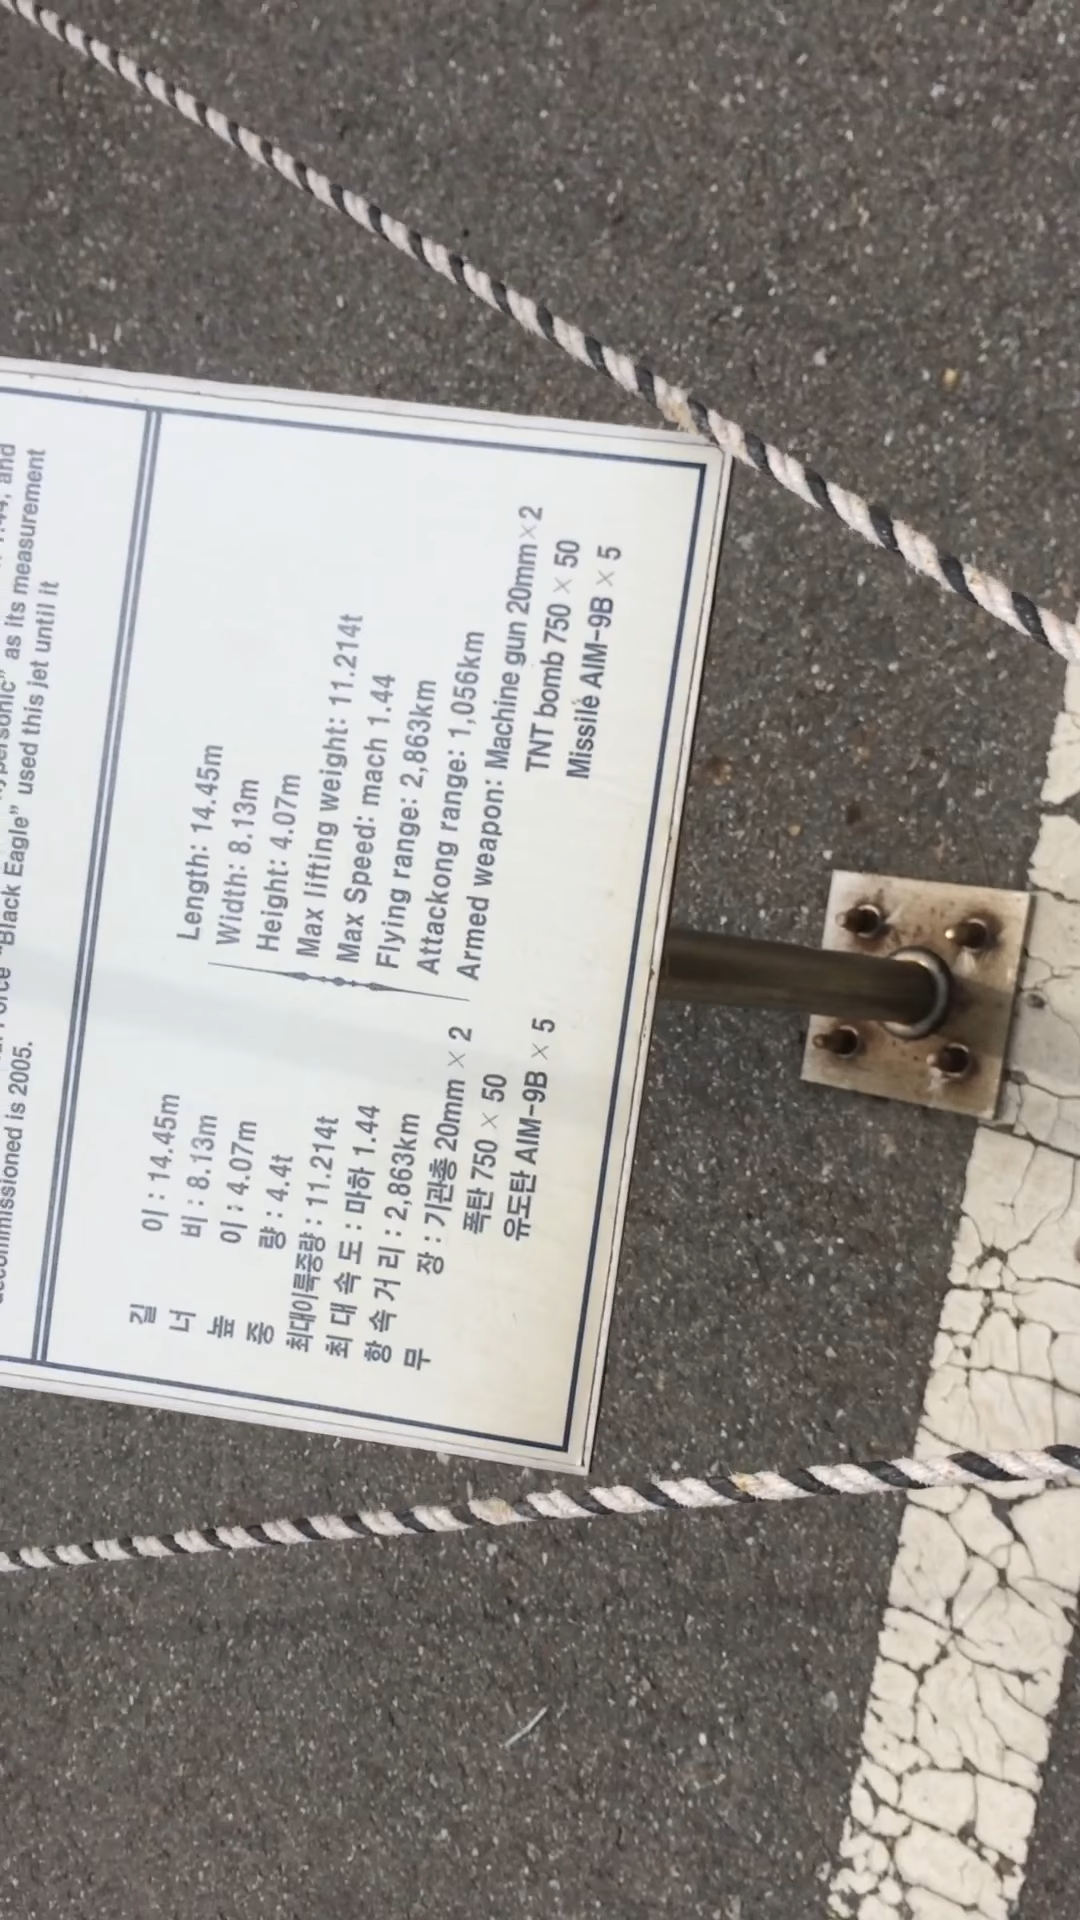 1.44, and
"Hypersonic" as its measurement
Force "Black Eagle" used this jet until it
decommissioned is 2005.
길 이 : 14.45m
너 비 : 8.13m
높 이 : 4.07m
중 량 : 4.4t
최대이륙중량 : 11.214t
최 대 속 도 : 마하 1.44
항 속 거 리 : 2,863km
무 장 : 기관총 20mm × 2
폭탄 750 × 50
유도탄 AIM-9B × 5
Length: 14.45m
Width: 8.13m
Height: 4.07m
Max lifting weight: 11.214t
Max Speed: mach 1.44
Flying range: 2,863km
Attackong range: 1,056km
Armed weapon: Machine gun 20mm×2
TNT bomb 750 × 50
Missile AIM-9B × 5